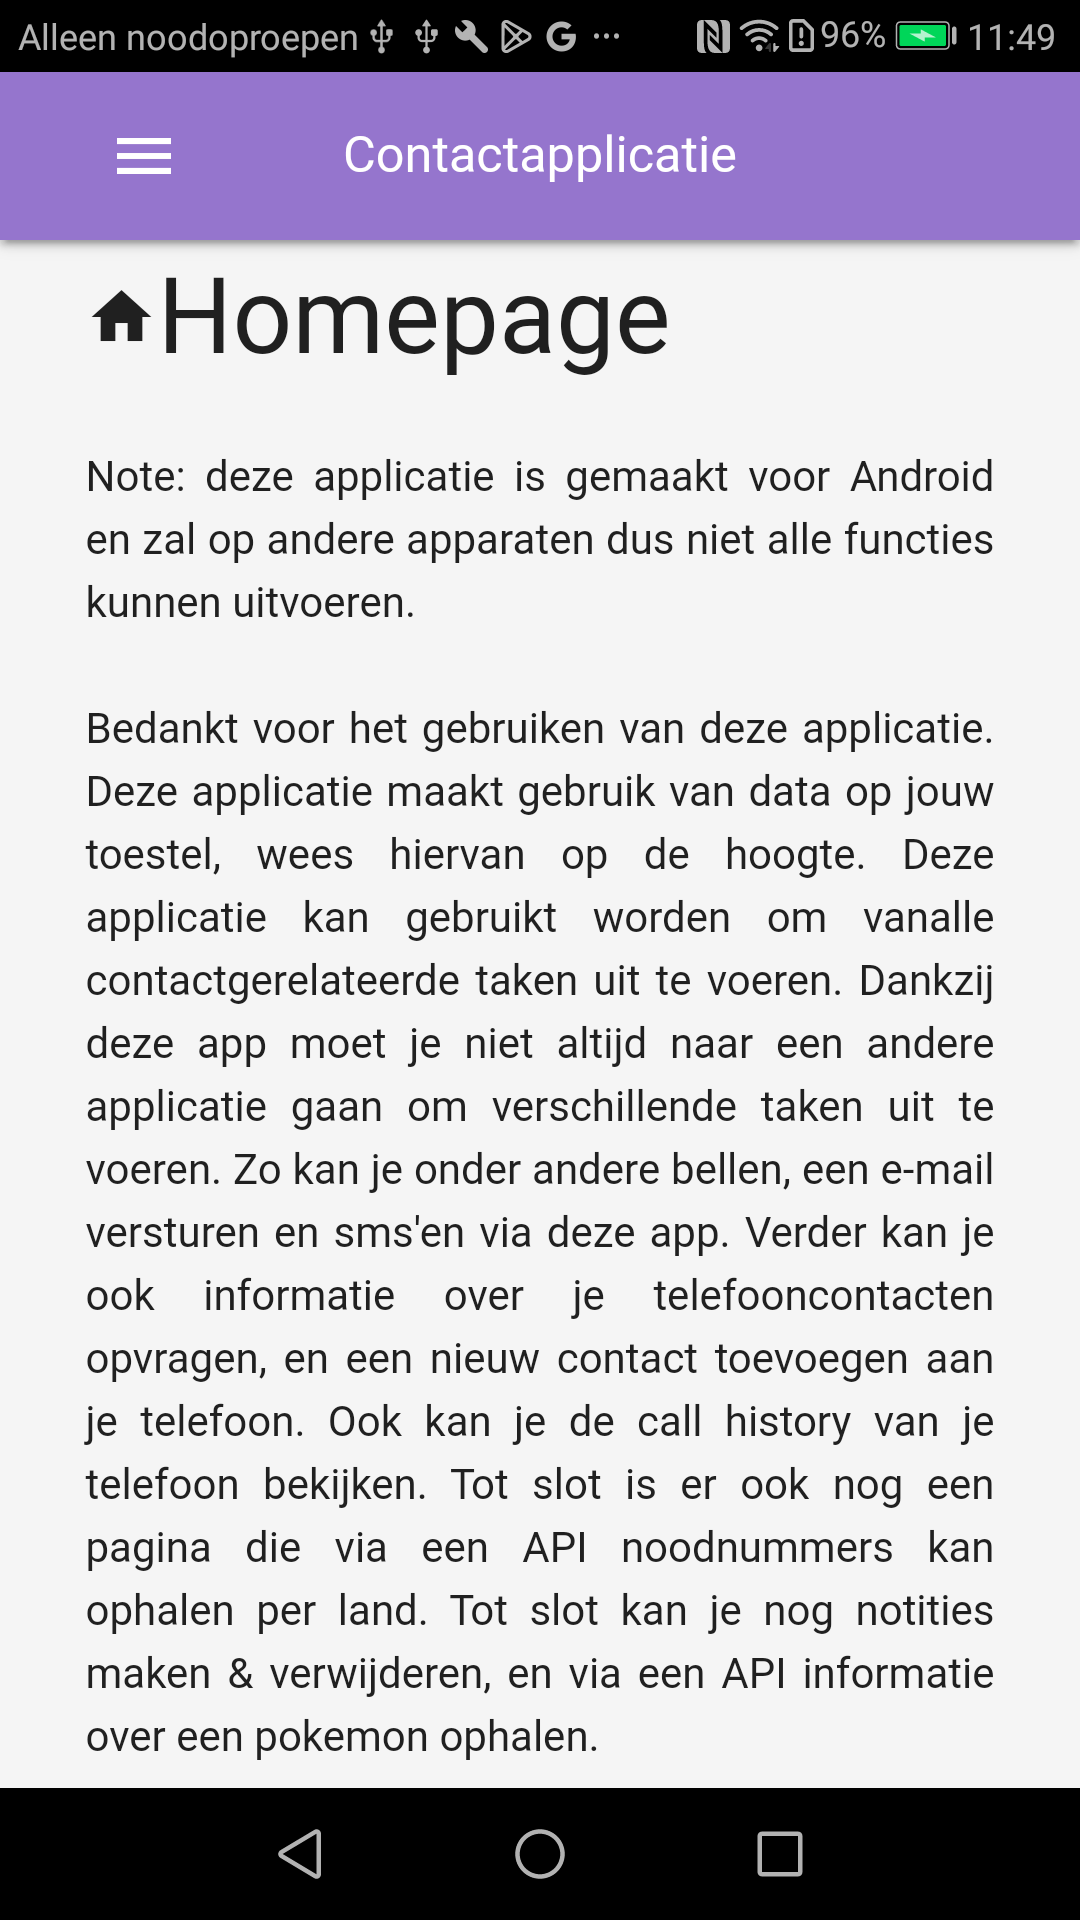 Alleen noodoproepen 96% 11:49
Contactapplicatie
Homepage
Note: deze applicatie is gemaakt voor Android
en zal op andere apparaten dus niet alle functies
kunnen uitvoeren.
Bedankt voor het gebruiken van deze applicatie.
Deze applicatie maakt gebruik van data op jouw
toestel, wees hiervan op de hoogte. Deze
applicatie kan gebruikt worden om vanalle
contactgerelateerde taken uit te voeren. Dankzij
deze app moet je niet altijd naar een andere
applicatie gaan om verschillende taken uit te
voeren. Zo kan je onder andere bellen, een e-mail
versturen en sms'en via deze app. Verder kan je
ook informatie over je telefooncontacten
opvragen, en een nieuw contact toevoegen aan
je telefoon. Ook kan je de call history van je
telefoon bekijken. Tot slot is er ook nog een
pagina die via een API noodnummers kan
ophalen per land. Tot slot kan je nog notities
maken & verwijderen, en via een API informatie
over een pokemon ophalen.